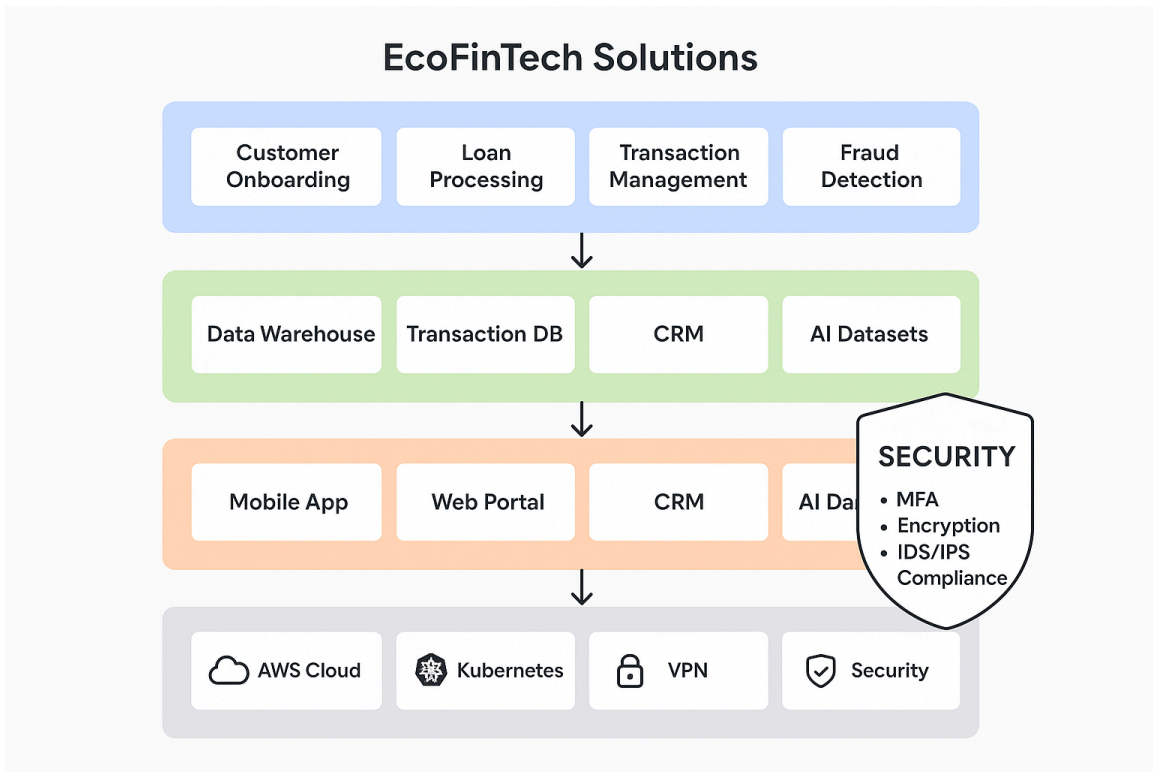 EcoFinTech Solutions
Customer
Onboarding
Loan
Processing
Transaction
Management
Fraud
Detection
Data Warehouse
Transaction DB
CRM
AI Datasets
Mobile App
Web Portal
CRM
AI
SECURITY
• MFA
• Encryption
• IDS/IPS
Compliance
AWS Cloud
Kubernetes
VPN
Security